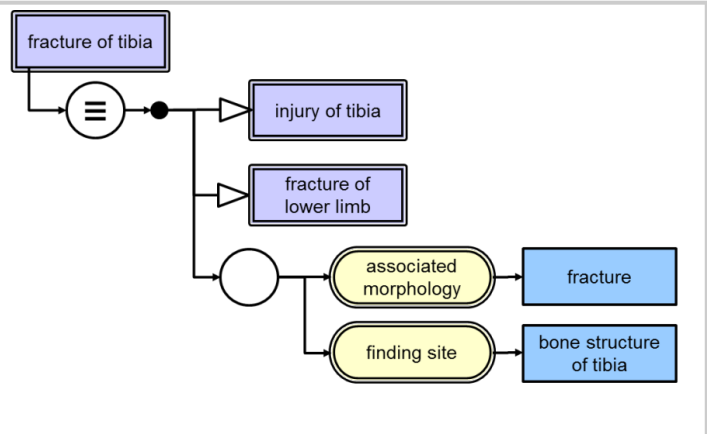 fracture of tibia
injury of tibia
fracture of
lower limb
associated
morphology
fracture
finding site
bone structure
of tibia